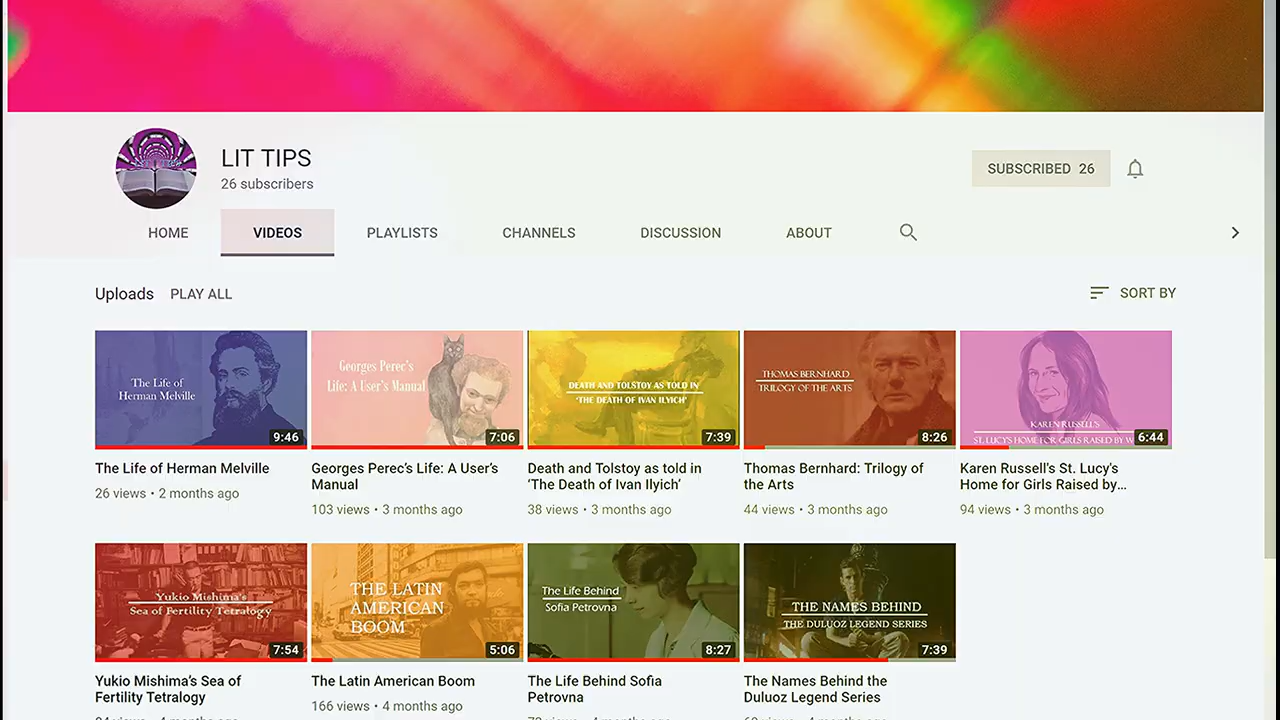 LIT TIPS
26 subscribers
SUBSCRIBED 26
HOME VIDEOS PLAYLISTS CHANNELS DISCUSSION ABOUT
Uploads PLAY ALL
SORT BY
The Life of
Herman Melville
9:46
Georges Perec's
Life: A User's Manual
7:06
DEATH AND TOLSTOY AS TOLD IN
'THE DEATH OF IVAN ILYICH'
7:39
THOMAS BERNHARD
TRILOGY OF THE ARTS
8:26
KAREN RUSSELL'S
ST. LUCY'S HOME FOR GIRLS RAISED BY W
6:44
The Life of Herman Melville
26 views • 2 months ago
Georges Perec's Life: A User's
Manual
103 views • 3 months ago
Death and Tolstoy as told in
'The Death of Ivan Ilyich'
38 views • 3 months ago
Thomas Bernhard: Trilogy of
the Arts
44 views • 3 months ago
Karen Russell's St. Lucy's
Home for Girls Raised by...
94 views • 3 months ago
Yukio Mishima's
Sea of Fertility Tetralogy
7:54
THE LATIN
AMERICAN
BOOM
5:06
The Life Behind
Sofia Petrovna
8:27
THE NAMES BEHIND
THE DULUOZ LEGEND SERIES
7:39
Yukio Mishima's Sea of
Fertility Tetralogy
The Latin American Boom
166 views • 4 months ago
The Life Behind Sofia
Petrovna
The Names Behind the
Duluoz Legend Series